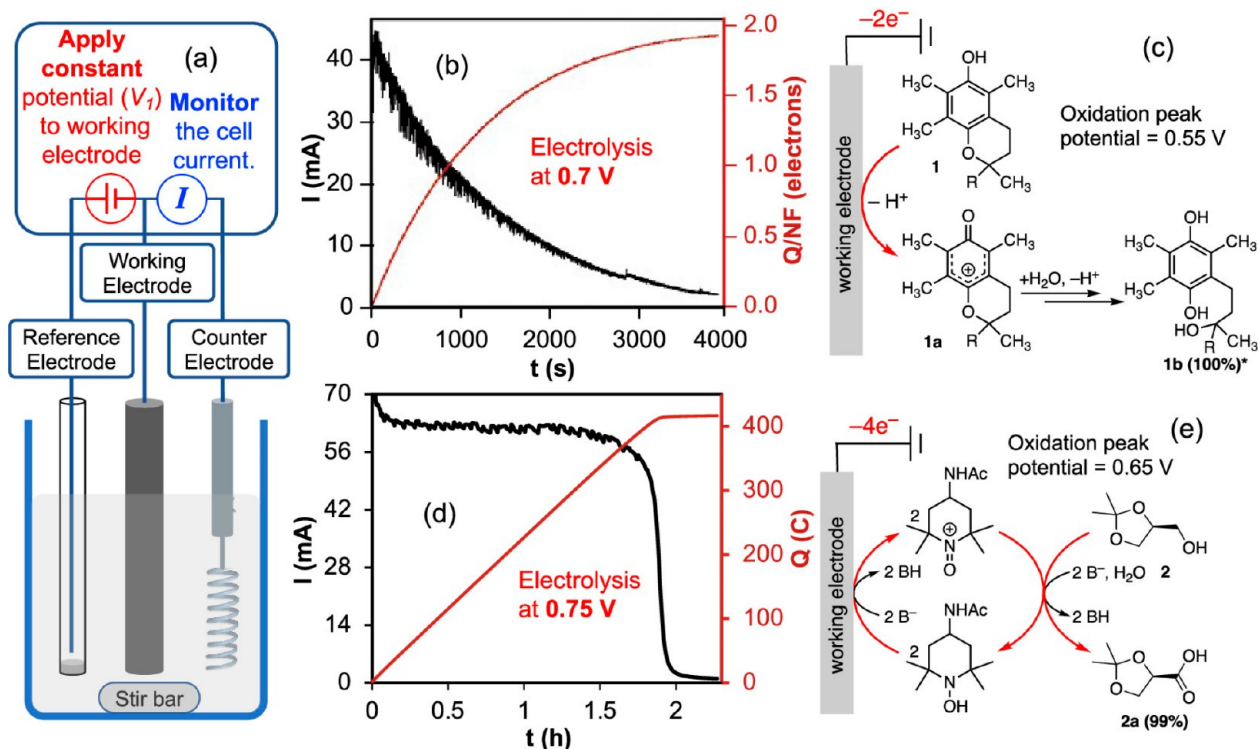 Apply
constant
potential (V₁)
to working
electrode
(a)
Monitor
the cell
current.
I
Working
Electrode
Reference
Electrode
Counter
Electrode
Stir bar
(b)
I (mA)
40
30
20
10
0
Electrolysis
at 0.7 V
0 1000 2000 3000 4000
t (s)
2.0
1.5
1.0
0.5
0.0
Q/NF (electrons)
(c)
–2e⁻
working electrode
OH
H₃C CH₃
H₃C
O
R CH₃
1
Oxidation peak
potential = 0.55 V
– H⁺
O
H₃C CH₃
+
H₃C
O
R CH₃
1a
+H₂O, –H⁺
OH
H₃C CH₃
H₃C
OH
HO
R CH₃
1b (100%)*
(d)
I (mA)
70
56
42
28
14
0
Electrolysis
at 0.75 V
0 0.5 1 1.5 2
t (h)
400
300
200
100
0
Q (C)
(e)
–4e⁻
working electrode
Oxidation peak
potential = 0.65 V
NHAc
2
+
N
O
2 BH
2 B⁻
NHAc
2
N
OH
O
O
OH
2 B⁻, H₂O 2
2 BH
O
O
OH
O
2a (99%)